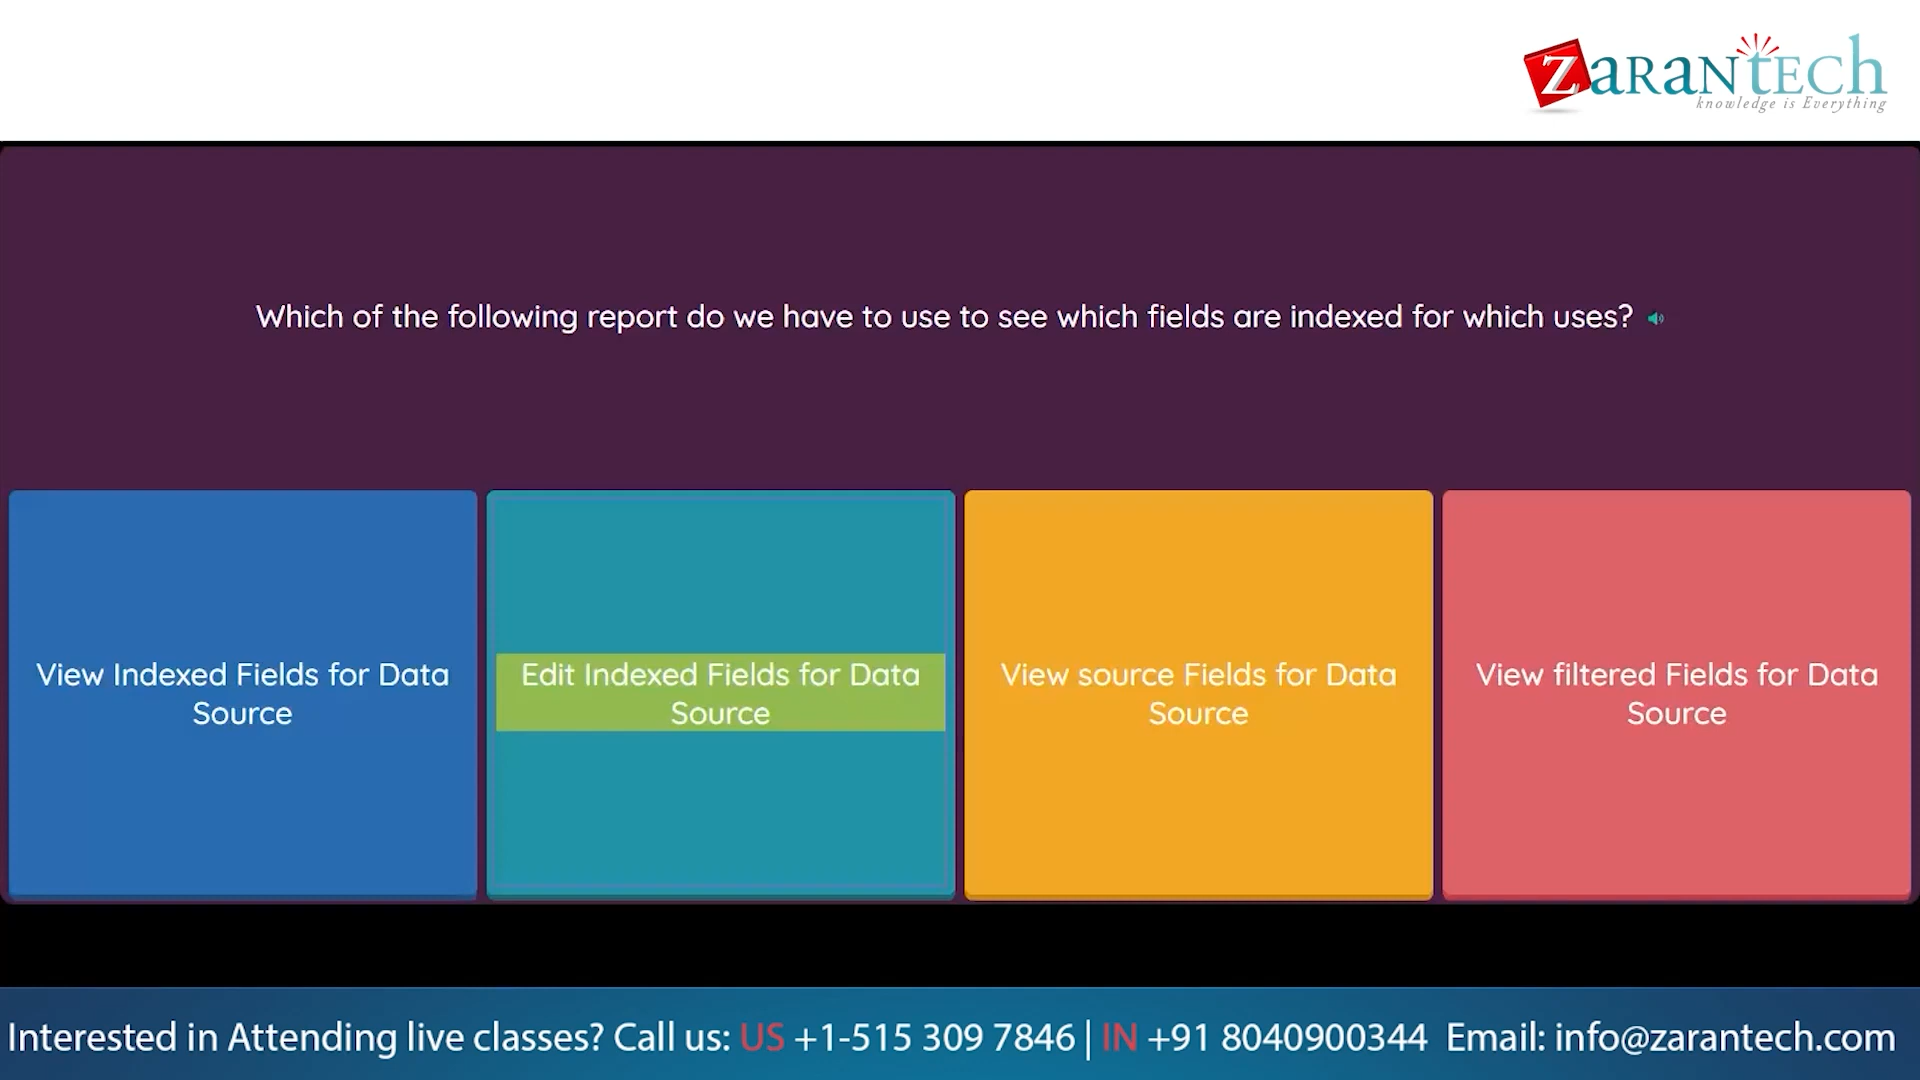 ZARANTECH
knowledge is Everything
Which of the following report do we have to use to see which fields are indexed for which uses?
View Indexed Fields for Data
Source
Edit Indexed Fields for Data
Source
View source Fields for Data
Source
View filtered Fields for Data
Source
Interested in Attending live classes? Call us: US +1-515 309 7846 | IN +91 8040900344 Email: info@zarantech.com